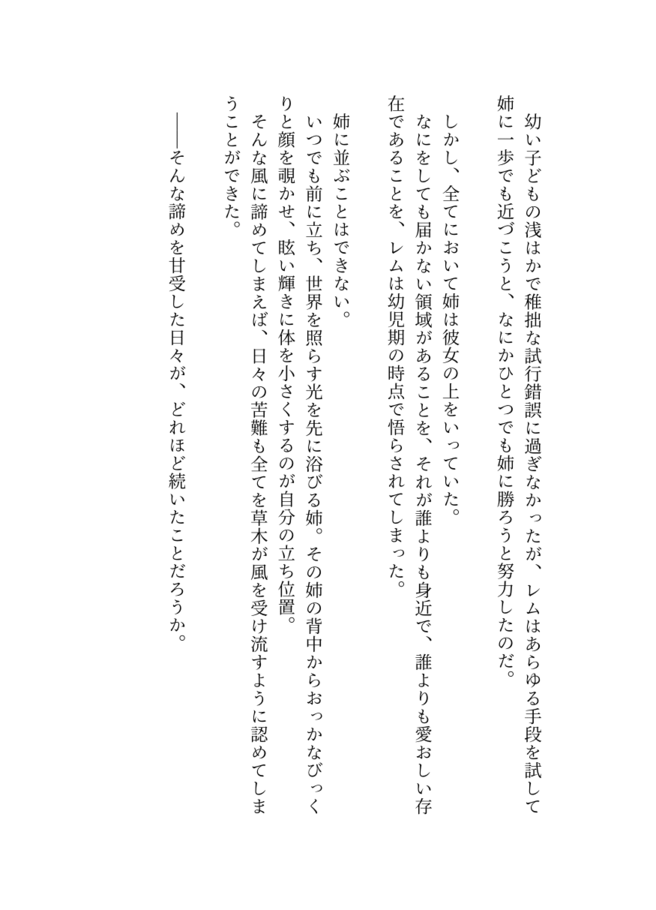 幼い子どもの浅はかで稚拙な試行錯誤に過ぎなかったが、レムはあらゆる手段を試して
姉に一歩でも近づこうと、なにかひとつでも姉に勝ろうと努力したのだ。
しかし、全てにおいて姉は彼女の上をいっていた。
なにをしても届かない領域があることを、それが誰よりも身近で、誰よりも愛おしい存
在であることを、レムは幼児期の時点で悟らされてしまった。
姉に並ぶことはできない。
いつでも前に立ち、世界を照らす光を先に浴びる姉。その姉の背中からおっかなびっく
りと顔を覗かせ、眩い輝きに体を小さくするのが自分の立ち位置。
そんな風に諦めてしまえば、日々の苦難も全てを草木が風を受け流すように認めてしま
うことができた。
――そんな諦めを甘受した日々が、どれほど続いたことだろうか。